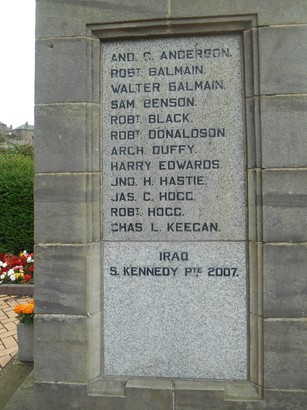 AND. C. ANDERSON.
ROBT. BALMAIN.
WALTER BALMAIN.
SAM. BENSON.
ROBT. BLACK.
ROBT. DONALDSON.
ARCH. DUFFY.
HARRY EDWARDS.
JNO. H. HASTIE.
JAS. C. HOGG.
ROBT. HOGG.
CHAS. L. KEEGAN.
IRAQ
S. KENNEDY PTE 2007.